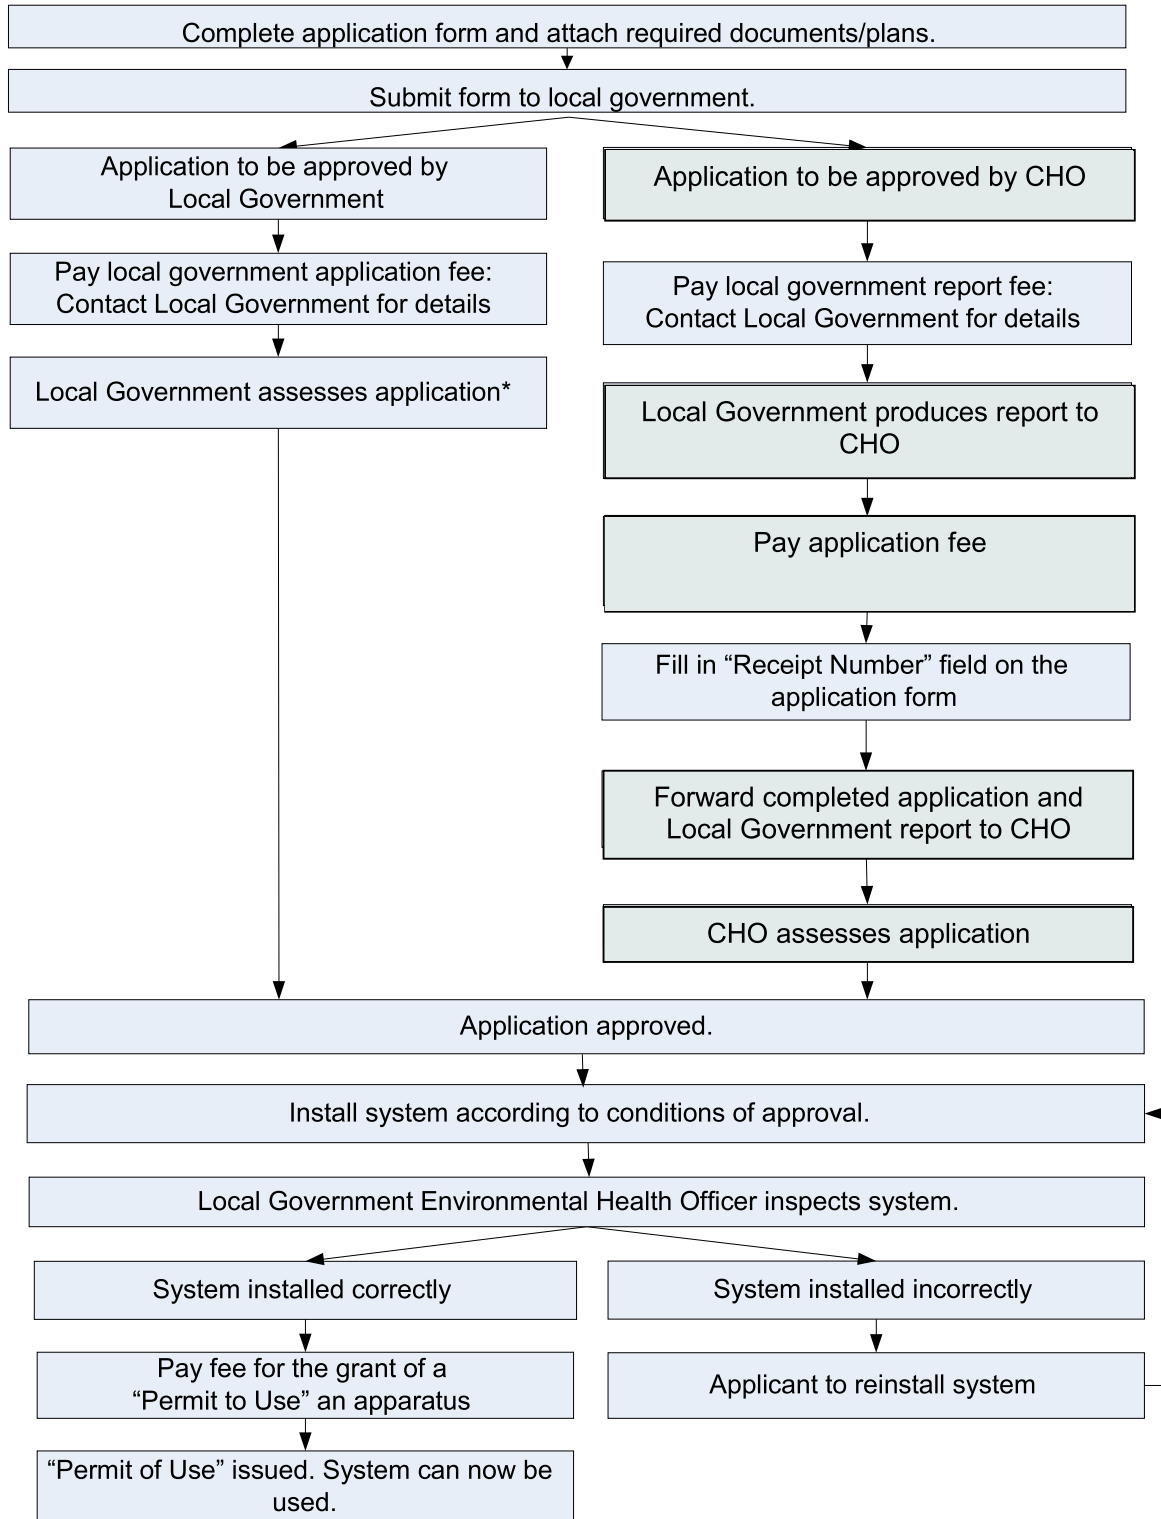 Complete application form and attach required documents/plans.
Submit form to local government.
Application to be approved by
Local Government
Pay local government application fee:
Contact Local Government for details
Local Government assesses application*
Application to be approved by CHO
Pay local government report fee:
Contact Local Government for details
Local Government produces report to
CHO
Pay application fee
Fill in “Receipt Number” field on the
application form
Forward completed application and
Local Government report to CHO
CHO assesses application
Application approved.
Install system according to conditions of approval.
Local Government Environmental Health Officer inspects system.
System installed correctly
Pay fee for the grant of a
“Permit to Use” an apparatus
“Permit of Use” issued. System can now be
used.
System installed incorrectly
Applicant to reinstall system